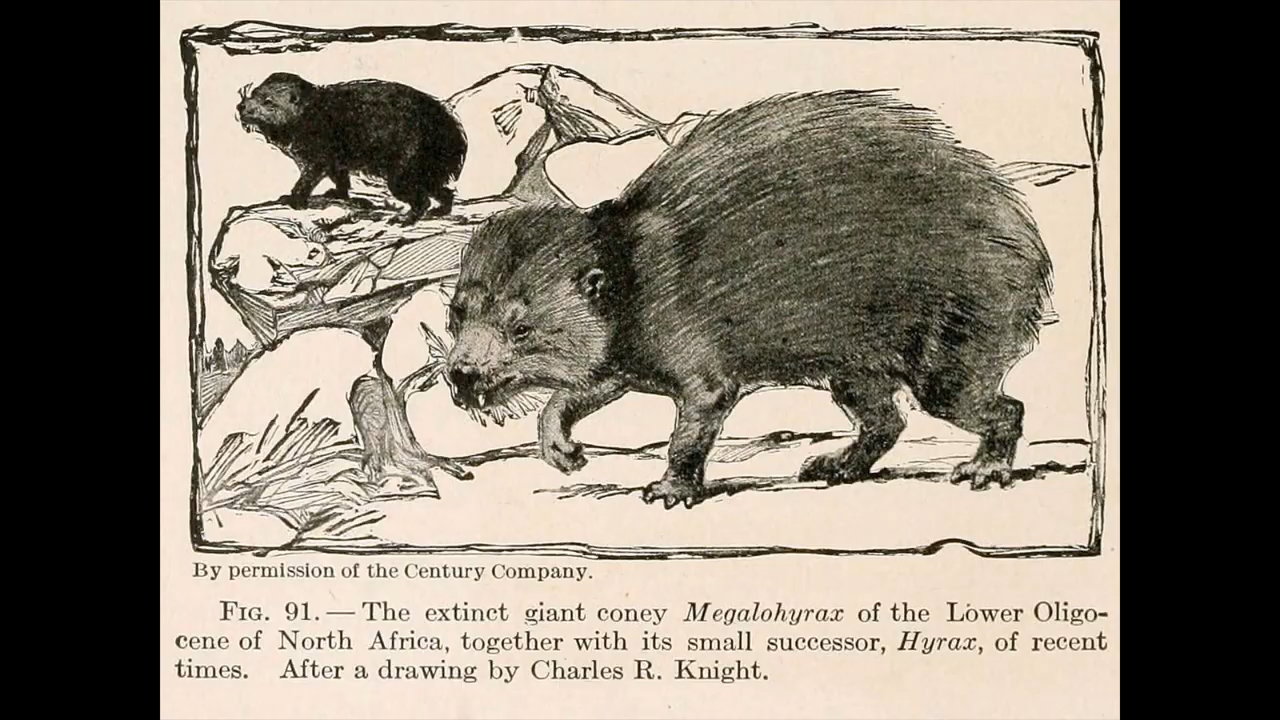 By permission of the Century Company.
FIG. 91. — The extinct giant coney Megalohyrax of the Lower Oligo-
cene of North Africa, together with its small successor, Hyrax, of recent
times. After a drawing by Charles R. Knight.